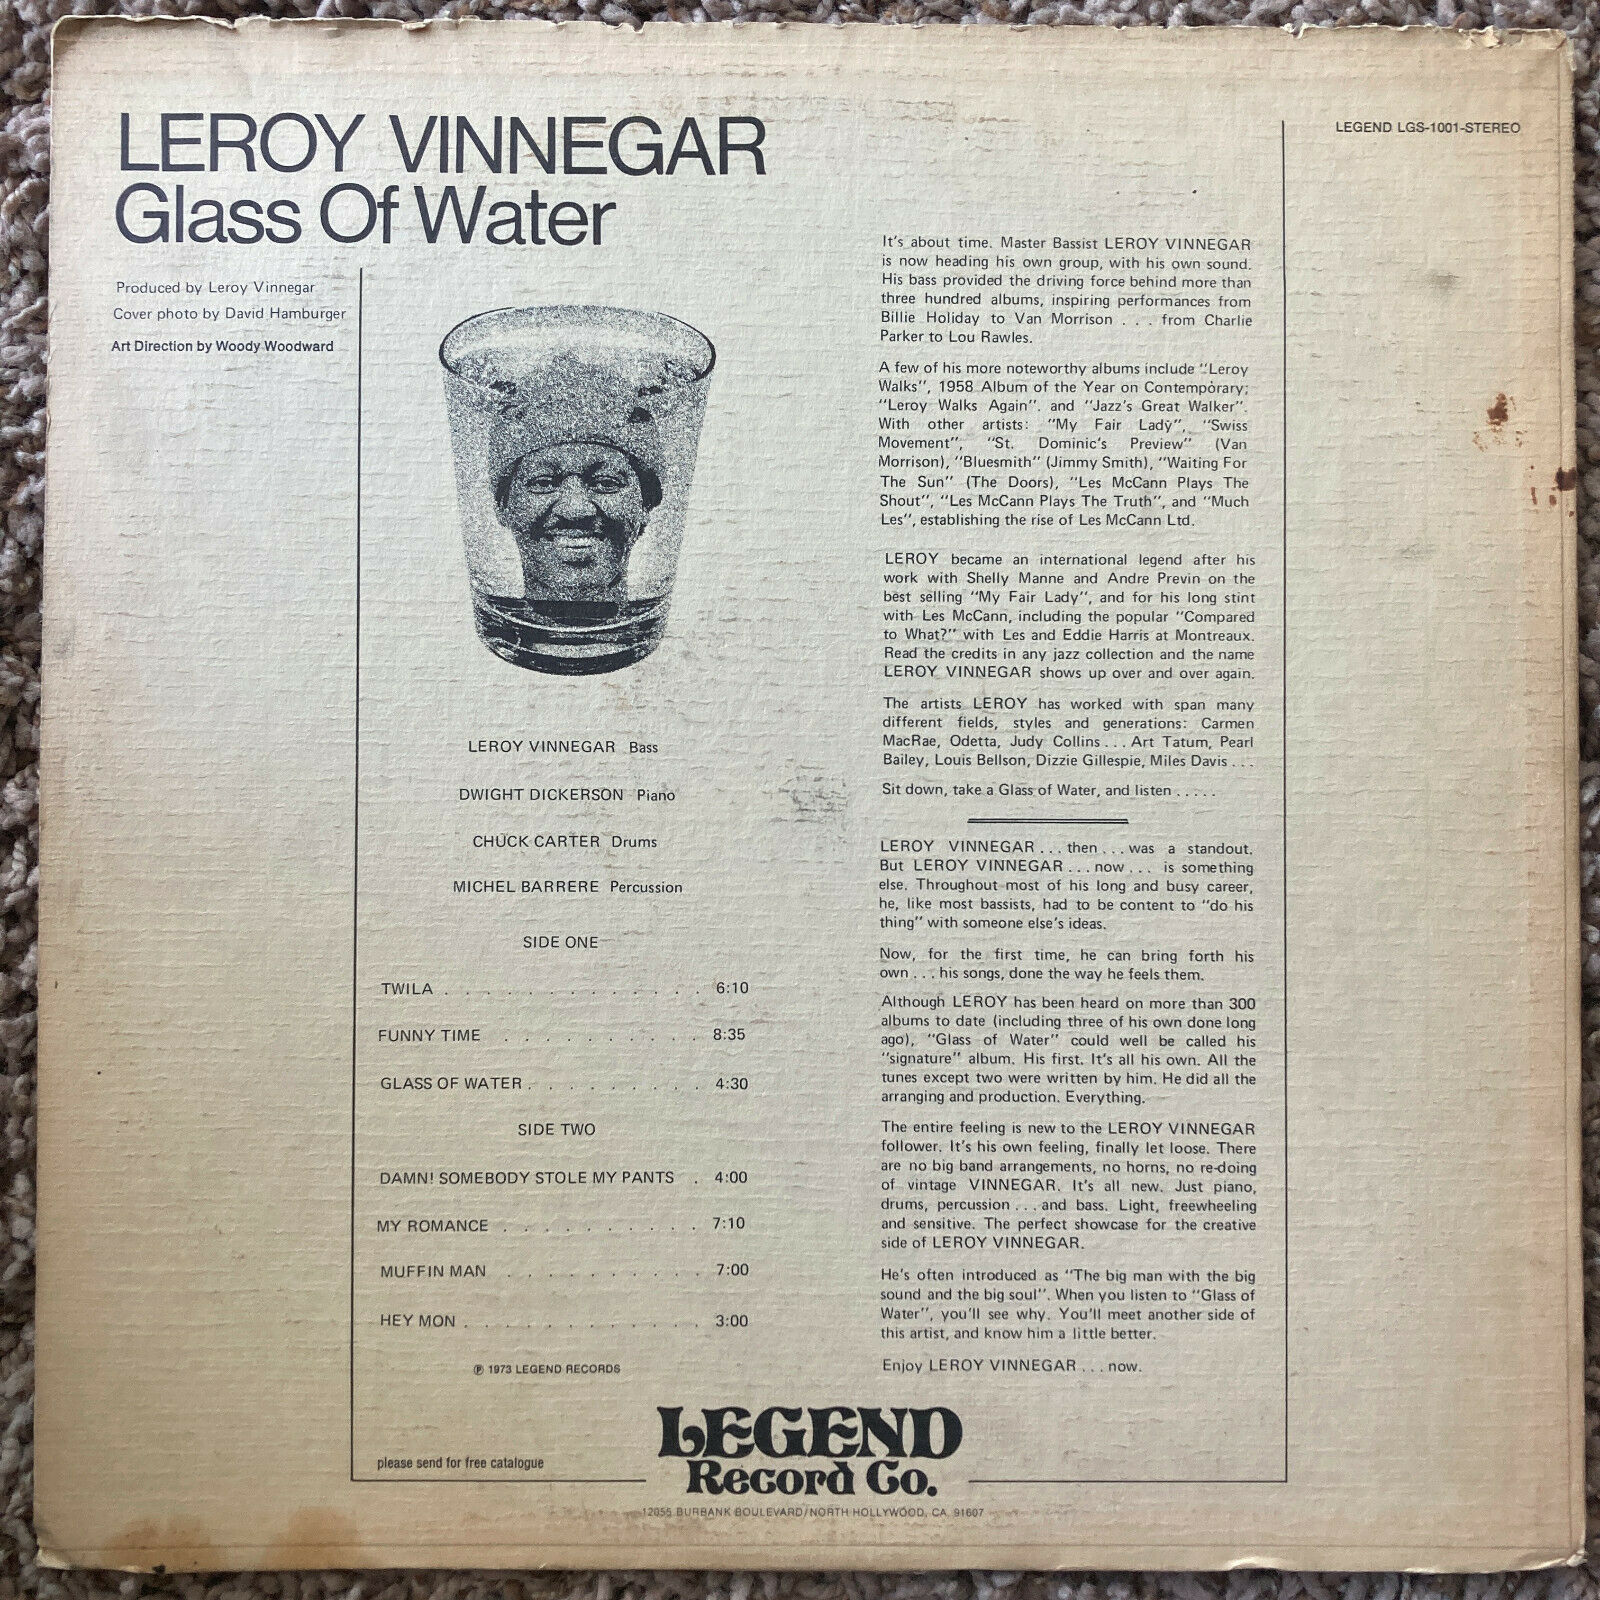 LEROY VINNEGAR
Glass Of Water
LEGEND LGS-1001-STEREO
Produced by Leroy Vinnegar
Cover photo by David Hamburger
Art Direction by Woody Woodward
LEROY VINNEGAR Bass
DWIGHT DICKERSON Piano
CHUCK CARTER Drums
MICHEL BARRERE Percussion
SIDE ONE
TWILA . . . . . . . . . . . . . . 6:10
FUNNY TIME . . . . . . . . . . 8:35
GLASS OF WATER . . . . . . . . . 4:30
SIDE TWO
DAMN! SOMEBODY STOLE MY PANTS . 4:00
MY ROMANCE . . . . . . . . . . 7:10
MUFFIN MAN . . . . . . . . . . 7:00
HEY MON . . . . . . . . . . . . 3:00
℗ 1973 LEGEND RECORDS
It's about time. Master Bassist LEROY VINNEGAR
is now heading his own group, with his own sound.
His bass provided the driving force behind more than
three hundred albums, inspiring performances from
Billie Holiday to Van Morrison . . . from Charlie
Parker to Lou Rawles.
A few of his more noteworthy albums include "Leroy
Walks", 1958 Album of the Year on Contemporary;
"Leroy Walks Again". and "Jazz's Great Walker".
With other artists: "My Fair Lady", "Swiss
Movement", "St. Dominic's Preview" (Van
Morrison), "Bluesmith" (Jimmy Smith), "Waiting For
The Sun" (The Doors), "Les McCann Plays The
Shout", "Les McCann Plays The Truth", and "Much
Les", establishing the rise of Les McCann Ltd.
LEROY became an international legend after his
work with Shelly Manne and Andre Previn on the
best selling "My Fair Lady", and for his long stint
with Les McCann, including the popular "Compared
to What?" with Les and Eddie Harris at Montreaux.
Read the credits in any jazz collection and the name
LEROY VINNEGAR shows up over and over again.
The artists LEROY has worked with span many
different fields, styles and generations: Carmen
MacRae, Odetta, Judy Collins . . . Art Tatum, Pearl
Bailey, Louis Bellson, Dizzie Gillespie, Miles Davis . . .
Sit down, take a Glass of Water, and listen . . . . .
LEROY VINNEGAR . . . then . . . was a standout.
But LEROY VINNEGAR . . . now . . . is something
else. Throughout most of his long and busy career,
he, like most bassists, had to be content to "do his
thing" with someone else's ideas.
Now, for the first time, he can bring forth his
own . . . his songs, done the way he feels them.
Although LEROY has been heard on more than 300
albums to date (including three of his own done long
ago), "Glass of Water" could well be called his
"signature" album. His first. It's all his own. All the
tunes except two were written by him. He did all the
arranging and production. Everything.
The entire feeling is new to the LEROY VINNEGAR
follower. It's his own feeling, finally let loose. There
are no big band arrangements, no horns, no re-doing
of vintage VINNEGAR. It's all new. Just piano,
drums, percussion . . . and bass. Light, freewheeling
and sensitive. The perfect showcase for the creative
side of LEROY VINNEGAR.
He's often introduced as "The big man with the big
sound and the big soul". When you listen to "Glass of
Water", you'll see why. You'll meet another side of
this artist, and know him a little better.
Enjoy LEROY VINNEGAR . . . now.
please send for free catalogue
LEGEND
Record Co.
12055 BURBANK BOULEVARD/NORTH HOLLYWOOD, CA 91607